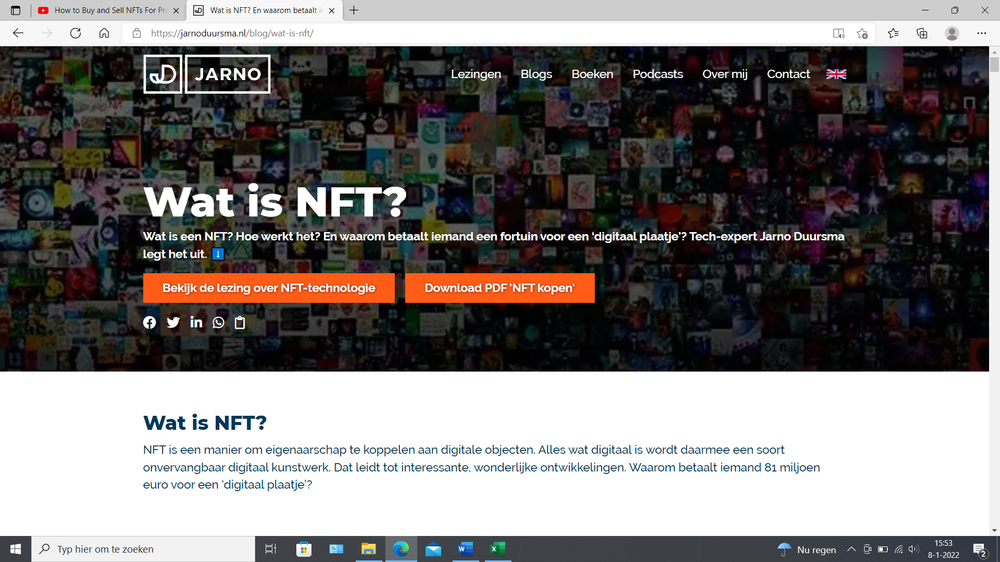 How to Buy and Sell NFTs For Pro
Wat is NFT? En waarom betaalt ie
https://jarnoduursma.nl/blog/wat-is-nft/
JD JARNO
Lezingen Blogs Boeken Podcasts Over mij Contact
Wat is NFT?
Wat is een NFT? Hoe werkt het? En waarom betaalt iemand een fortuin voor een ‘digitaal plaatje’? Tech-expert Jarno Duursma
legt het uit. ⬇️
Bekijk de lezing over NFT-technologie Download PDF 'NFT kopen'
Wat is NFT?
NFT is een manier om eigenaarschap te koppelen aan digitale objecten. Alles wat digitaal is wordt daarmee een soort
onvervangbaar digitaal kunstwerk. Dat leidt tot interessante, wonderlijke ontwikkelingen. Waarom betaalt iemand 81 miljoen
euro voor een ‘digitaal plaatje’?
Typ hier om te zoeken
Nu regen
15:53
8-1-2022
2